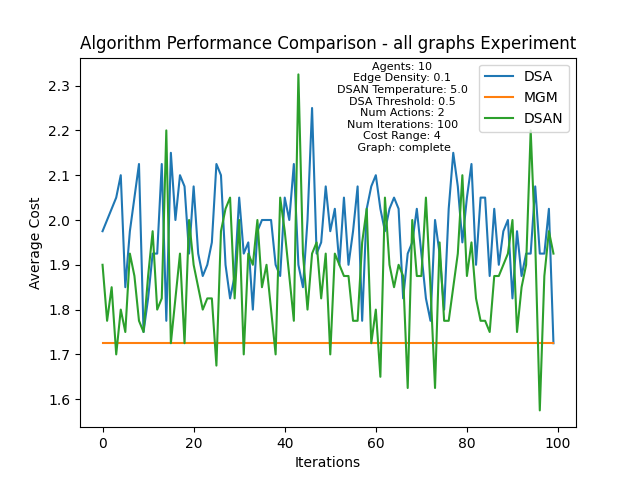 Algorithm Performance Comparison - all graphs Experiment
Agents: 10
Edge Density: 0.1
DSAN Temperature: 5.0
DSA Threshold: 0.5
Num Actions: 2
Num Iterations: 100
Cost Range: 4
Graph: complete
DSA
MGM
DSAN
Average Cost
2.3
2.2
2.1
2.0
1.9
1.8
1.7
1.6
0 20 40 60 80 100
Iterations